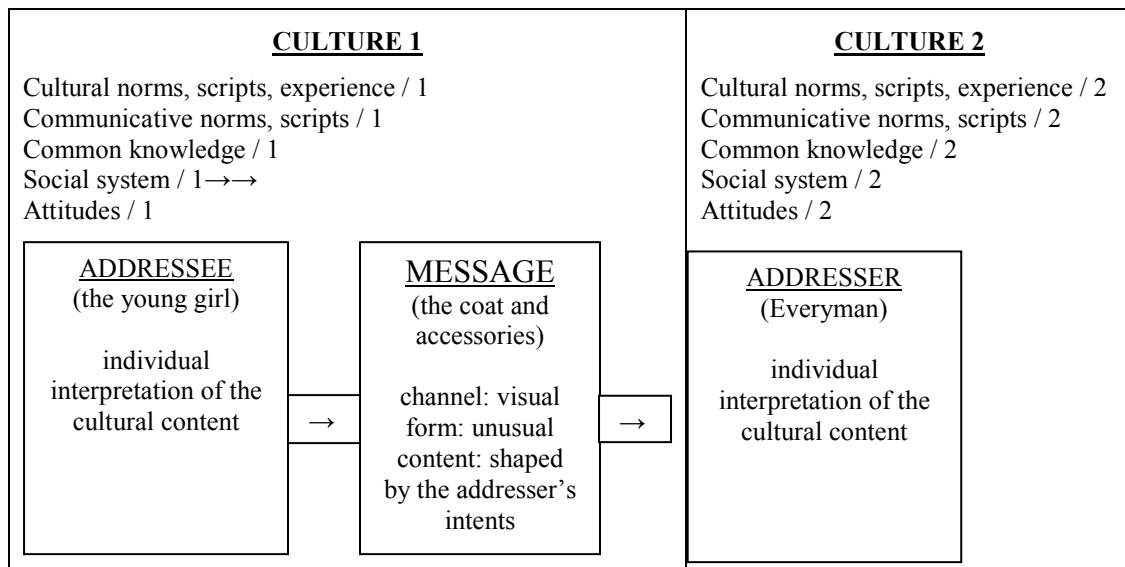 CULTURE 1
Cultural norms, scripts, experience / 1
Communicative norms, scripts / 1
Common knowledge / 1
Social system / 1→→
Attitudes / 1
ADDRESSEE
(the young girl)
individual
interpretation of the
cultural content
→
MESSAGE
(the coat and
accessories)
channel: visual
form: unusual
content: shaped
by the addresser’s
intents
→
CULTURE 2
Cultural norms, scripts, experience / 2
Communicative norms, scripts / 2
Common knowledge / 2
Social system / 2
Attitudes / 2
ADDRESSER
(Everyman)
individual
interpretation of the
cultural content